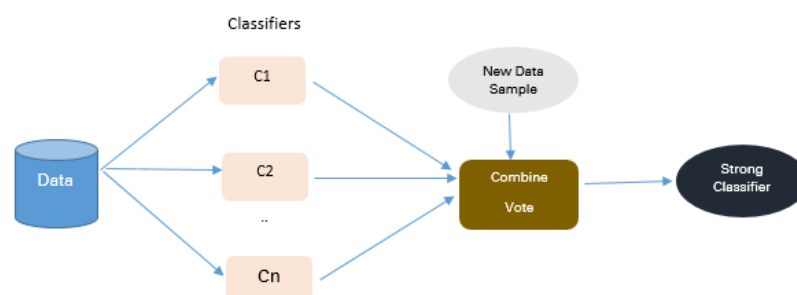 Classifiers
C1
New Data
Sample
Data
C2
Combine
Vote
Strong
Classifier
..
Cn